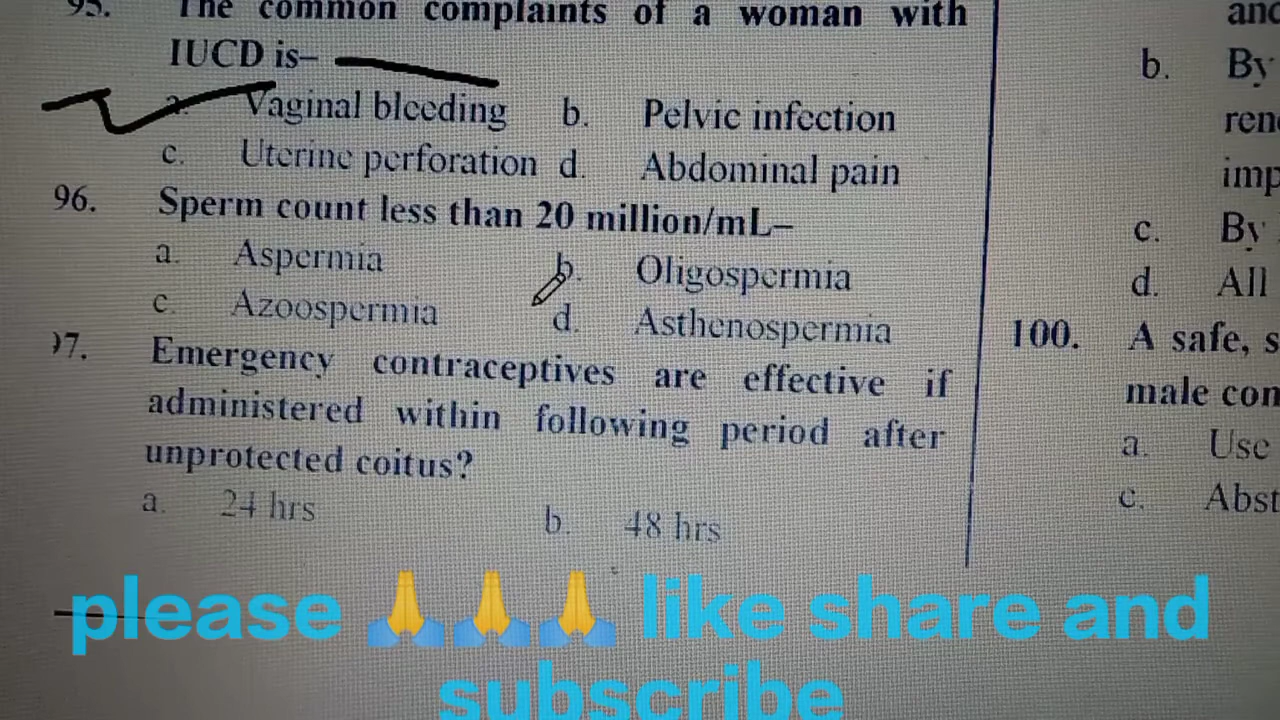 95. The common complaints of a woman with
IUCD is–
a. Vaginal bleeding b. Pelvic infection
c. Uterine perforation d. Abdominal pain
96. Sperm count less than 20 million/mL–
a. Aspermia b. Oligospermia
c. Azoospermia d. Asthenospermia
97. Emergency contraceptives are effective if
administered within following period after
unprotected coitus?
a. 24 hrs b. 48 hrs
b. By
c. By
d. All
100. A safe, s
male con
a. Use
c. Abst
please 🙏🙏🙏 like share and
subscribe